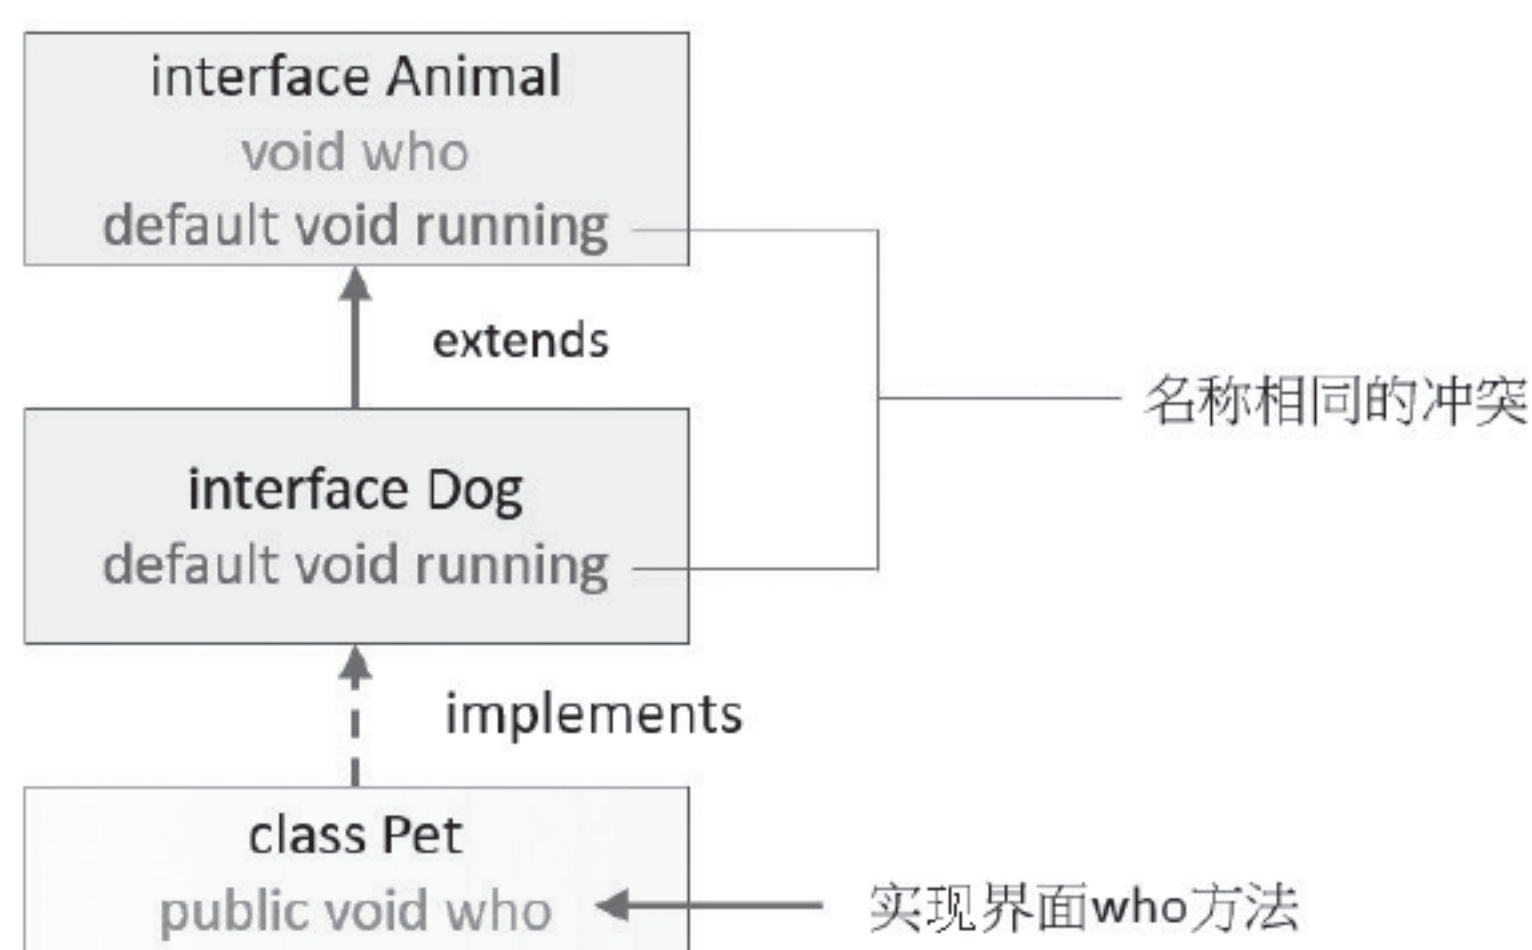 interface Animal
void who
default void running
extends
名称相同的冲突
interface Dog
default void running
implements
class Pet
public void who
实现界面who方法